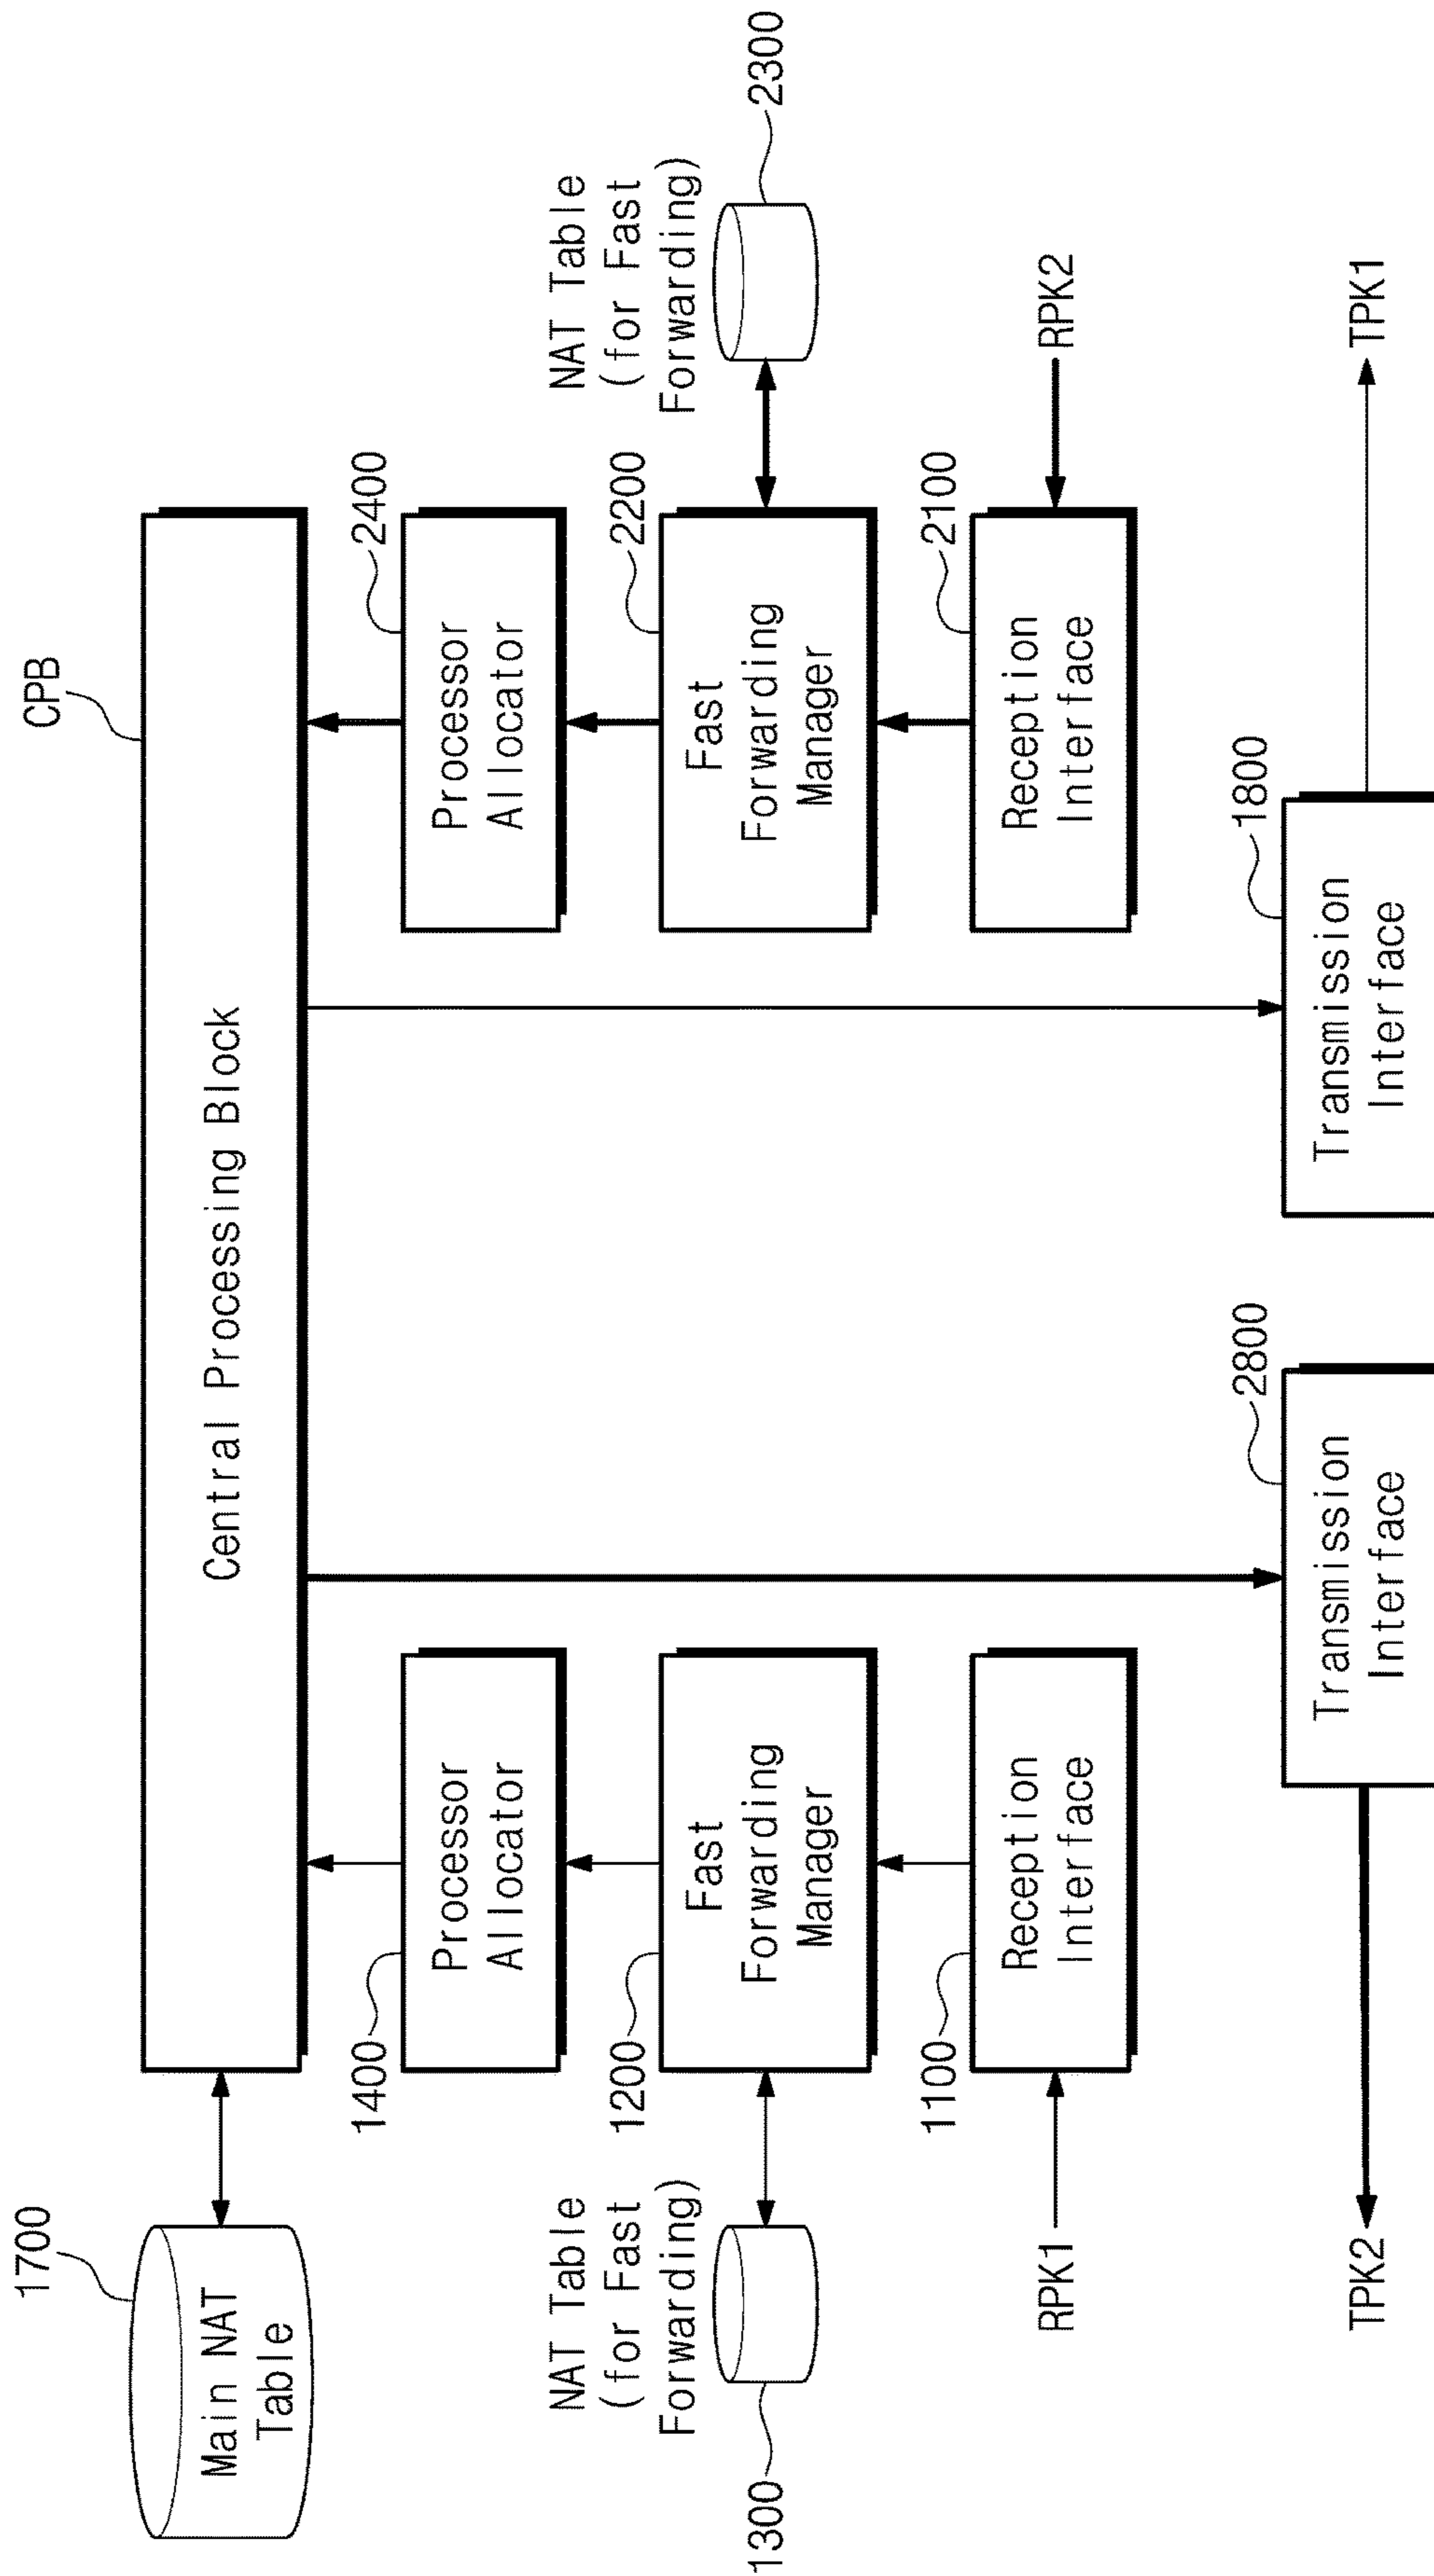 1700
CPB
Main NAT
Table
Central Processing Block
1400
2400
Processor
Allocator
Processor
Allocator
NAT Table
(for Fast
Forwarding)
NAT Table
(for Fast
Forwarding)
1300
1200
2200
2300
Fast
Forwarding
Manager
Fast
Forwarding
Manager
1100
2100
RPK1
Reception
Interface
Reception
Interface
RPK2
2800
1800
TPK2
Transmission
Interface
Transmission
Interface
TPK1